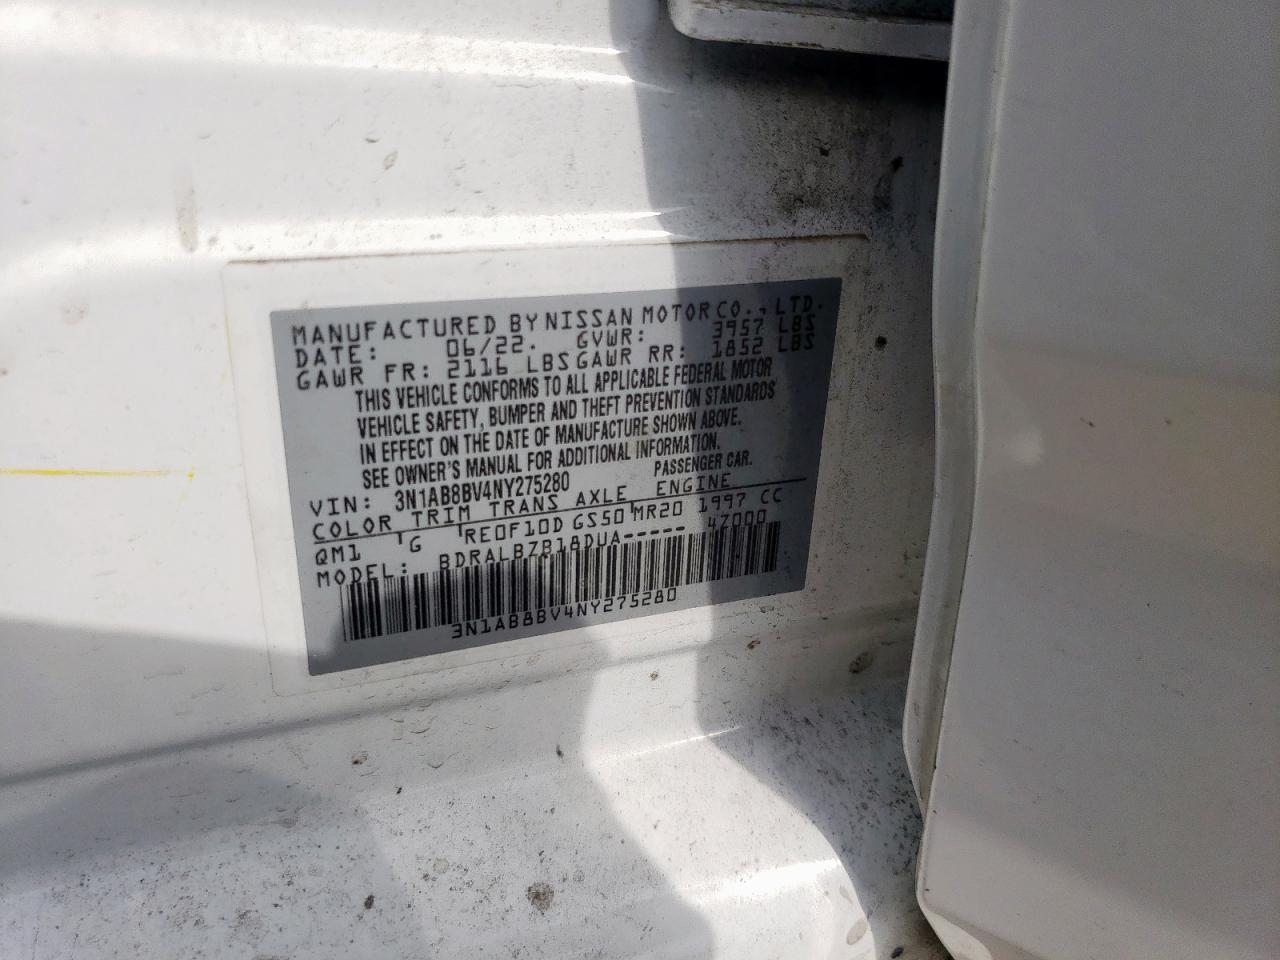 MANUFACTURED BY NISSAN MOTOR CO., LTD.
DATE: 06/22. GVWR: 3957 LBS
GAWR FR: 2116 LBS GAWR RR: 1852 LBS
THIS VEHICLE CONFORMS TO ALL APPLICABLE FEDERAL MOTOR
VEHICLE SAFETY, BUMPER AND THEFT PREVENTION STANDARDS
IN EFFECT ON THE DATE OF MANUFACTURE SHOWN ABOVE.
SEE OWNER'S MANUAL FOR ADDITIONAL INFORMATION.
VIN: 3N1AB8BV4NY275280 PASSENGER CAR.
COLOR TRIM TRANS AXLE ENGINE
QM1 G RE0F10D GS50 MR20 1997 CC
MODEL: BDRALBZB18DUA----- 47000
3N1AB8BV4NY275280